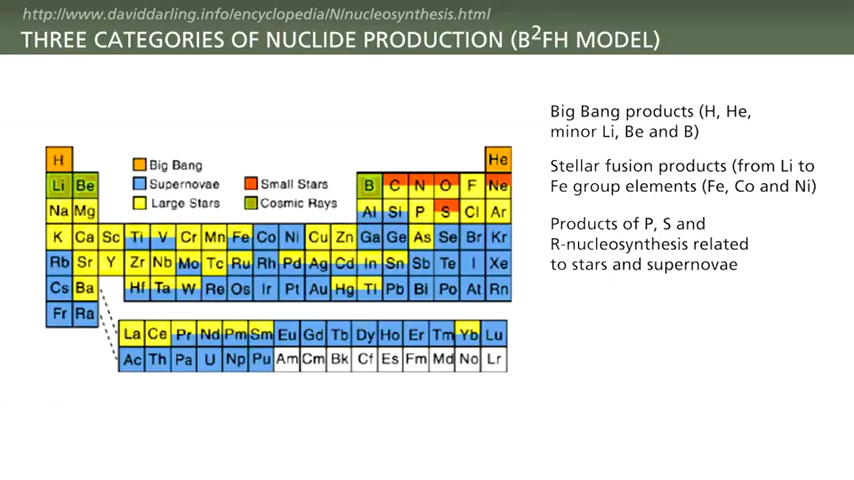 http://www.daviddarling.info/encyclopedia/N/nucleosynthesis.html
THREE CATEGORIES OF NUCLIDE PRODUCTION (B2FH MODEL)
Big Bang products (H, He,
minor Li, Be and B)
Stellar fusion products (from Li to
Fe group elements (Fe, Co and Ni)
Products of P, S and
R-nucleosynthesis related
to stars and supernovae
Big Bang
Supernovae Small Stars
Large Stars Cosmic Rays
H He
Li Be B C N O F Ne
Na Mg Al Si P S Cl Ar
K Ca Sc Ti V Cr Mn Fe Co Ni Cu Zn Ga Ge As Se Br Kr
Rb Sr Y Zr Nb Mo Tc Ru Rh Pd Ag Cd In Sn Sb Te I Xe
Cs Ba Hf Ta W Re Os Ir Pt Au Hg Tl Pb Bi Po At Rn
Fr Ra
La Ce Pr Nd Pm Sm Eu Gd Tb Dy Ho Er Tm Yb Lu
Ac Th Pa U Np Pu Am Cm Bk Cf Es Fm Md No Lr